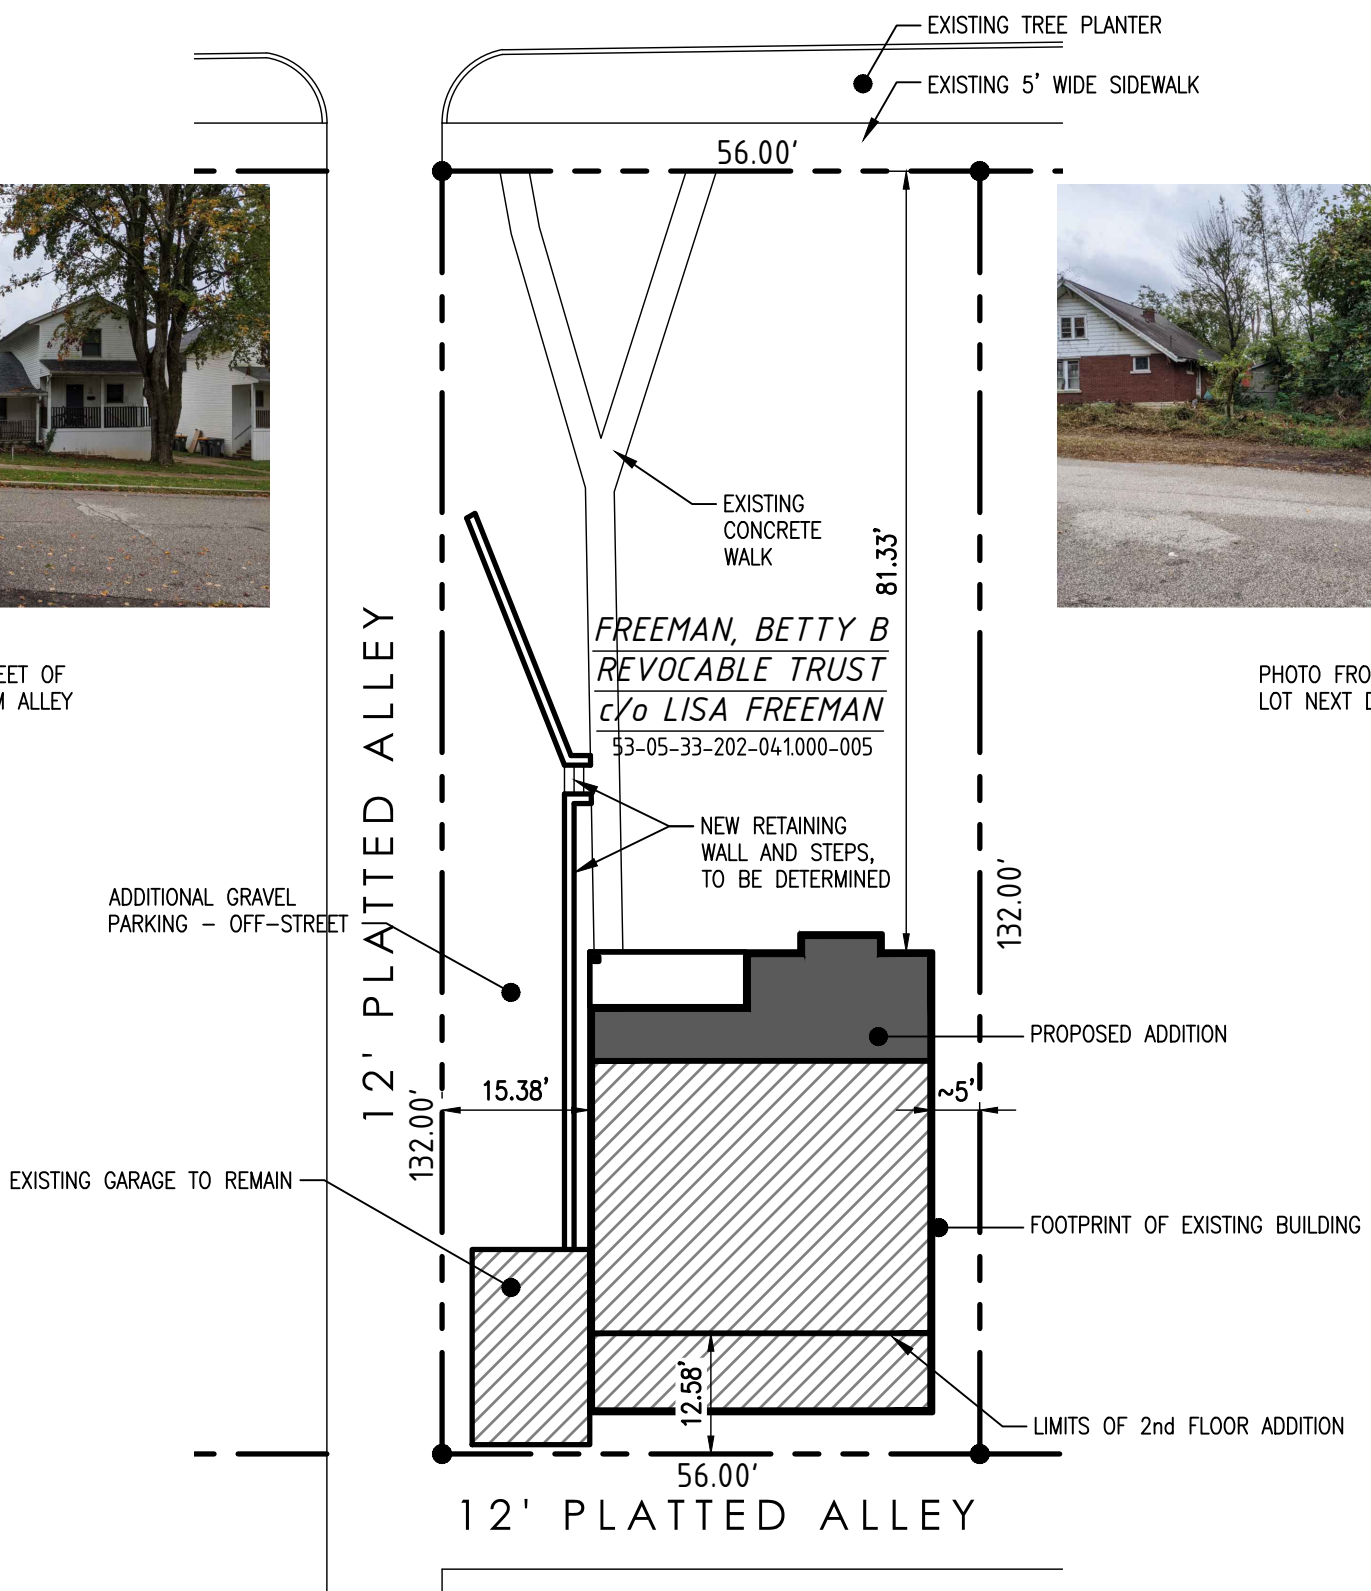 EXISTING TREE PLANTER
EXISTING 5' WIDE SIDEWALK
56.00'
EXISTING
CONCRETE
WALK
81.33'
FREEMAN, BETTY B
REVOCABLE TRUST
c/o LISA FREEMAN
53-05-33-202-041.000-005
OF
ALLEY
PHOTO
LOT NEXT
12' PLATTED ALLEY
NEW RETAINING
WALL AND STEPS,
TO BE DETERMINED
132.00'
ADDITIONAL GRAVEL
PARKING - OFF-STREET
PROPOSED ADDITION
15.38'
~5'
132.00'
EXISTING GARAGE TO REMAIN
FOOTPRINT OF EXISTING BUILDING
12.58'
LIMITS OF 2nd FLOOR ADDITION
56.00'
12' PLATTED ALLEY